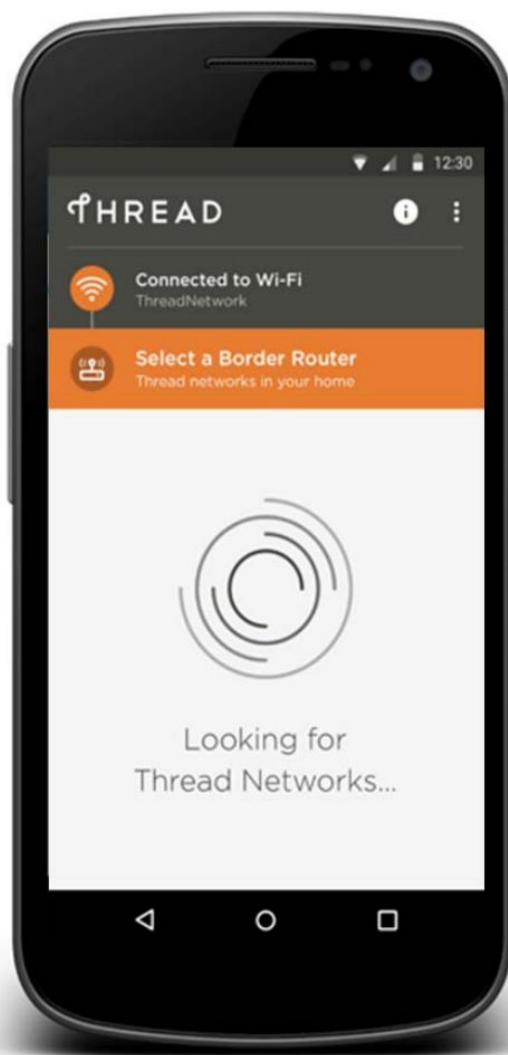 12:30
THREAD
Connected to Wi-Fi
ThreadNetwork
Select a Border Router
Thread networks in your home
Looking for
Thread Networks...